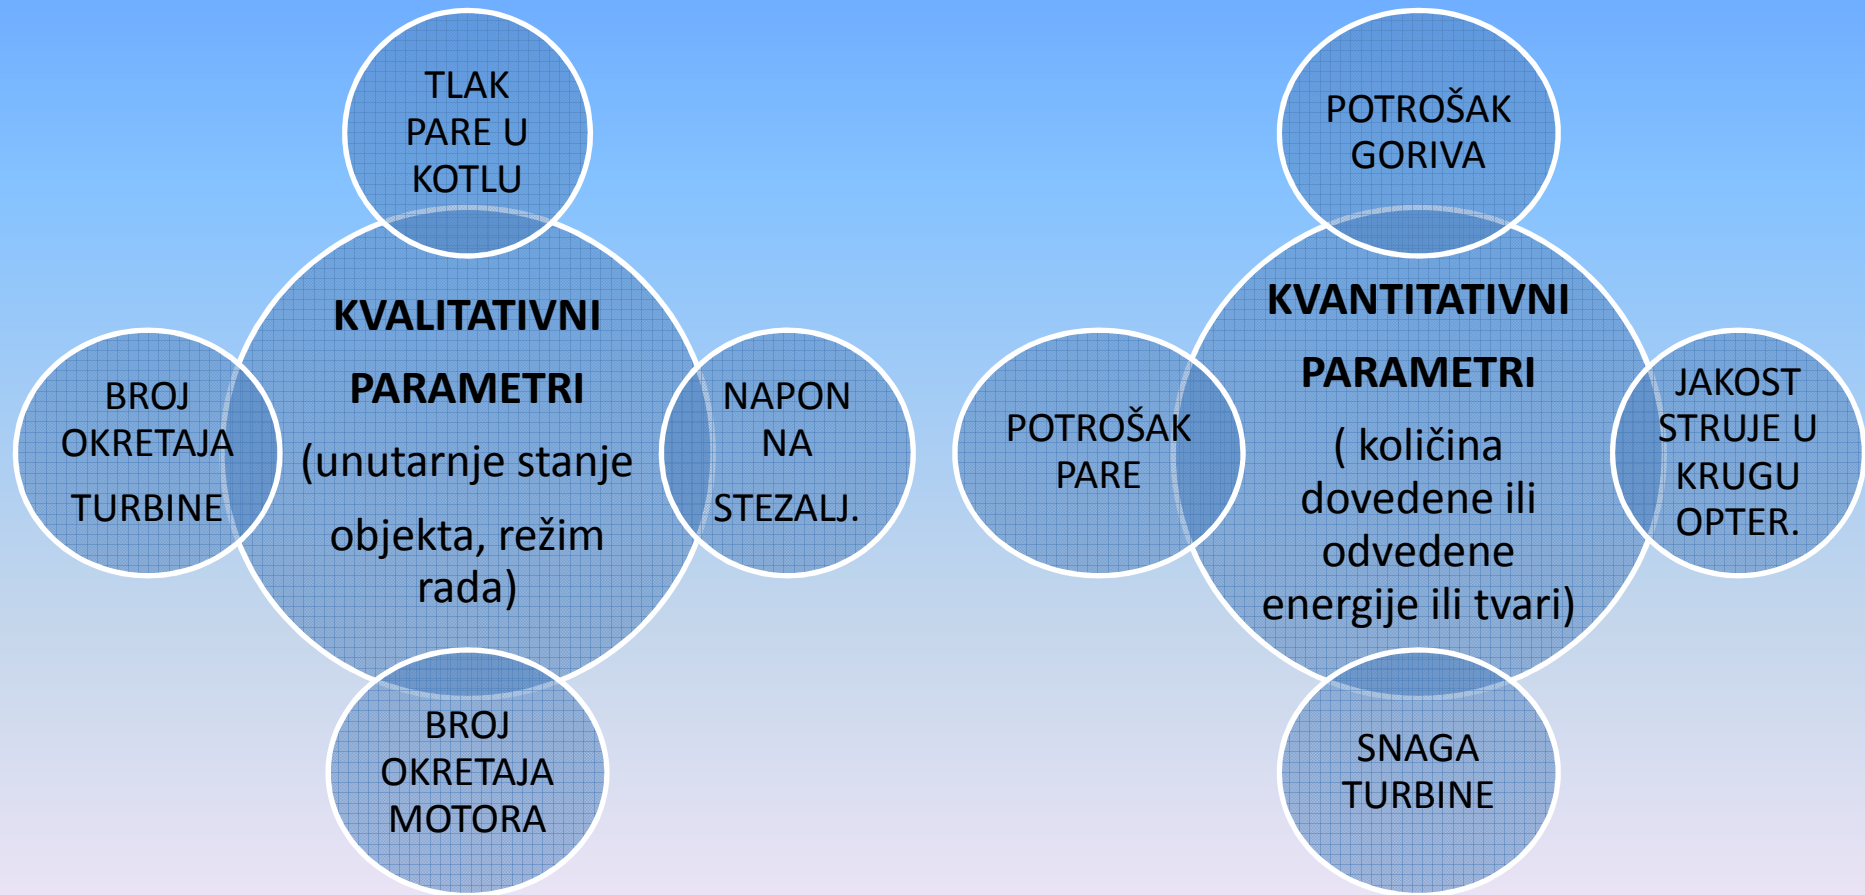 TLAK
PARE U
KOTLU
KVALITATIVNI
PARAMETRI
(unutarnje stanje
objekta, režim
rada)
BROJ
OKRETAJA
TURBINE
NAPON
NA
STEZALJ.
BROJ
OKRETAJA
MOTORA
POTROŠAK
GORIVA
KVANTITATIVNI
PARAMETRI
( količina
dovedene ili
odvedene
energije ili tvari)
POTROŠAK
PARE
JAKOST
STRUJE U
KRUGU
OPTER.
SNAGA
TURBINE